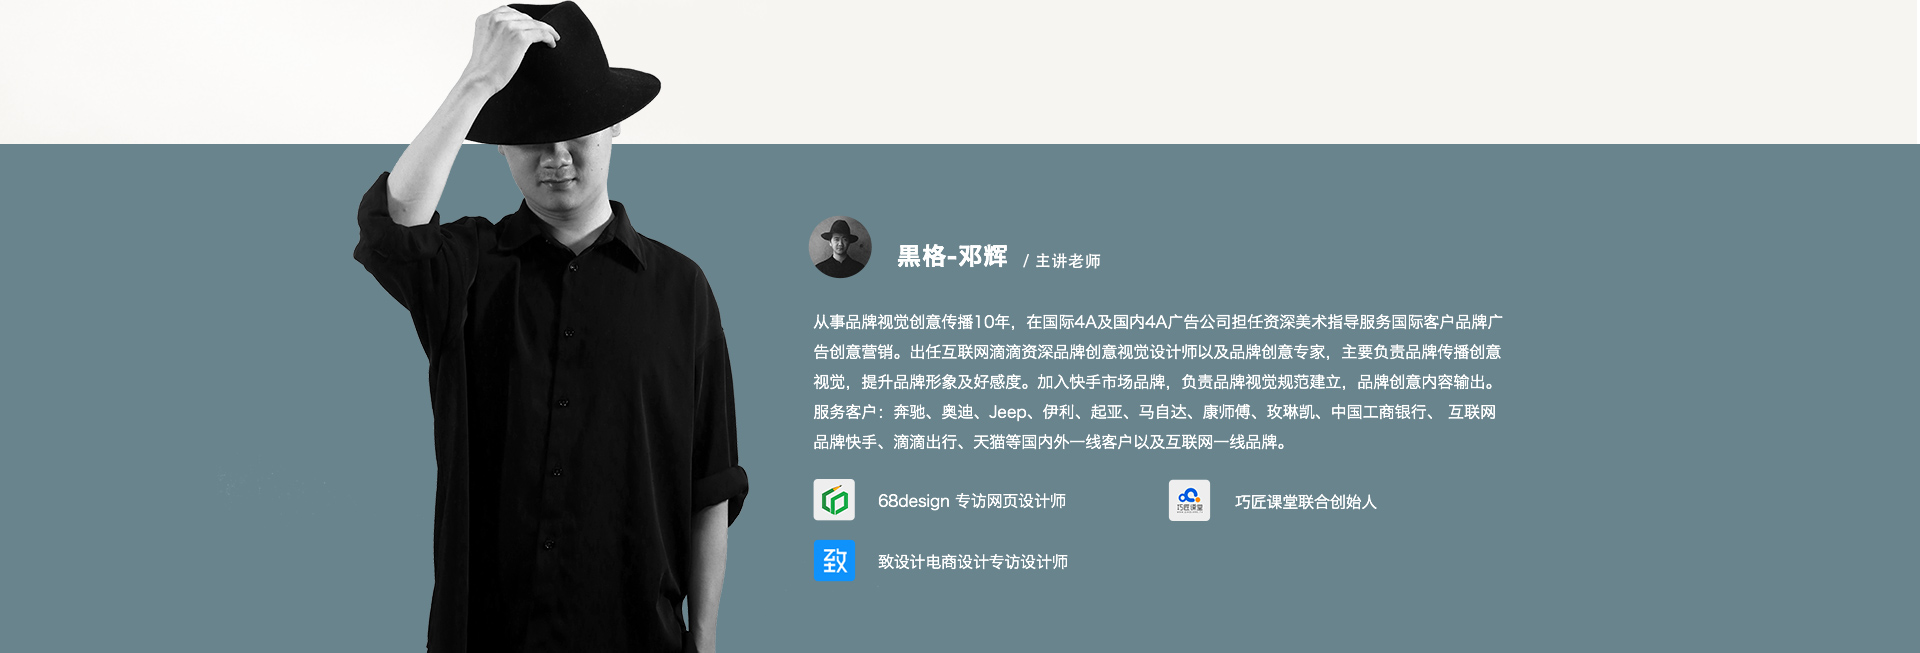 黒格-邓辉 / 主讲老师
从事品牌视觉创意传播10年，在国际4A及国内4A广告公司担任资深美术指导服务国际客户品牌广
告创意营销。出任互联网滴滴资深品牌创意视觉设计师以及品牌创意专家，主要负责品牌传播创意
视觉，提升品牌形象及好感度。加入快手市场品牌，负责品牌视觉规范建立，品牌创意内容输出。
服务客户：奔驰、奥迪、Jeep、伊利、起亚、马自达、康师傅、玫琳凯、中国工商银行、 互联网
品牌快手、滴滴出行、天猫等国内外一线客户以及互联网一线品牌。
68design 专访网页设计师
巧匠课堂
巧匠课堂联合创始人
致
致设计电商设计专访设计师